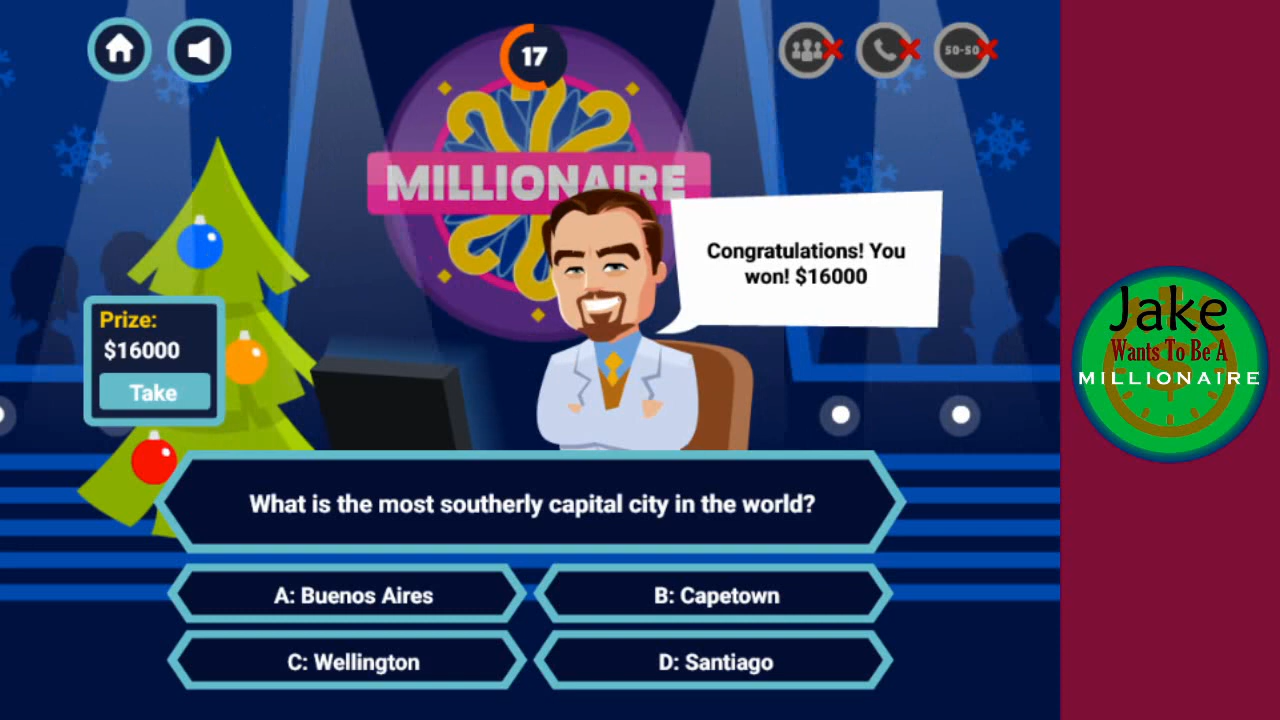 17
50-50
MILLIONAIRE
Congratulations! You
won! $16000
Prize:
$16000
Take
Jake
Wants To Be A
MILLIONAIRE
What is the most southerly capital city in the world?
A: Buenos Aires
B: Capetown
C: Wellington
D: Santiago